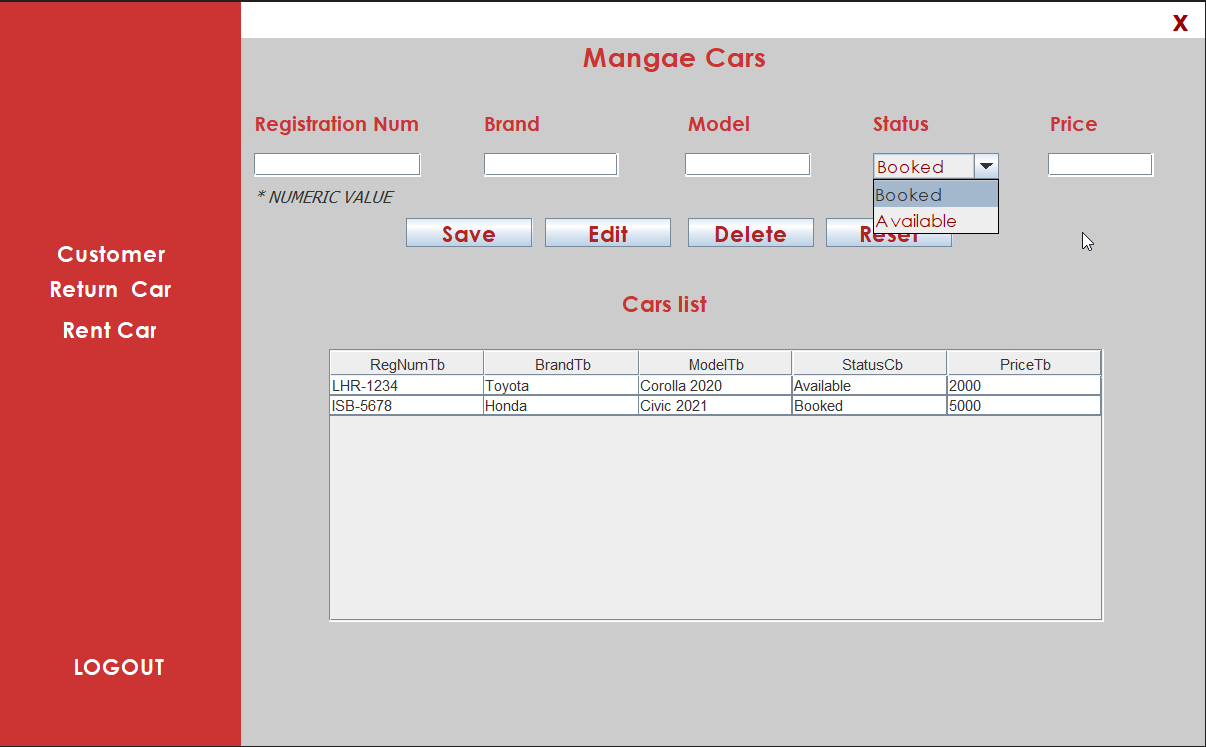 X
Mangae Cars
Registration Num Brand Model Status Price
Booked
* NUMERIC VALUE
Booked
Available
Save Edit Delete Reset
Customer
Return Car
Rent Car
Cars list
RegNumTb BrandTb ModelTb StatusCb PriceTb
LHR-1234 Toyota Corolla 2020 Available 2000
ISB-5678 Honda Civic 2021 Booked 5000
LOGOUT